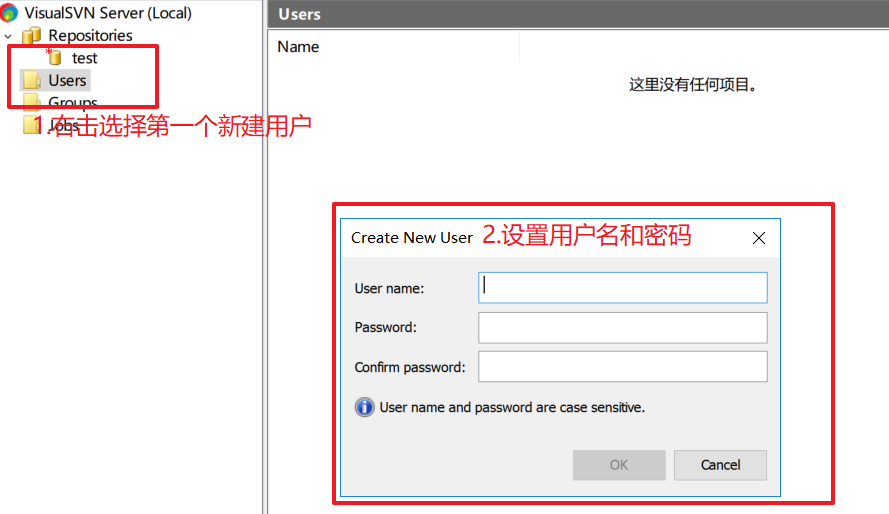 VisualSVN Server (Local)
Repositories
test
Users
Groups
Jobs
1.右击选择第一个新建用户
Users
Name
这里没有任何项目。
Create New User
2.设置用户名和密码
User name:
Password:
Confirm password:
User name and password are case sensitive.
OK
Cancel